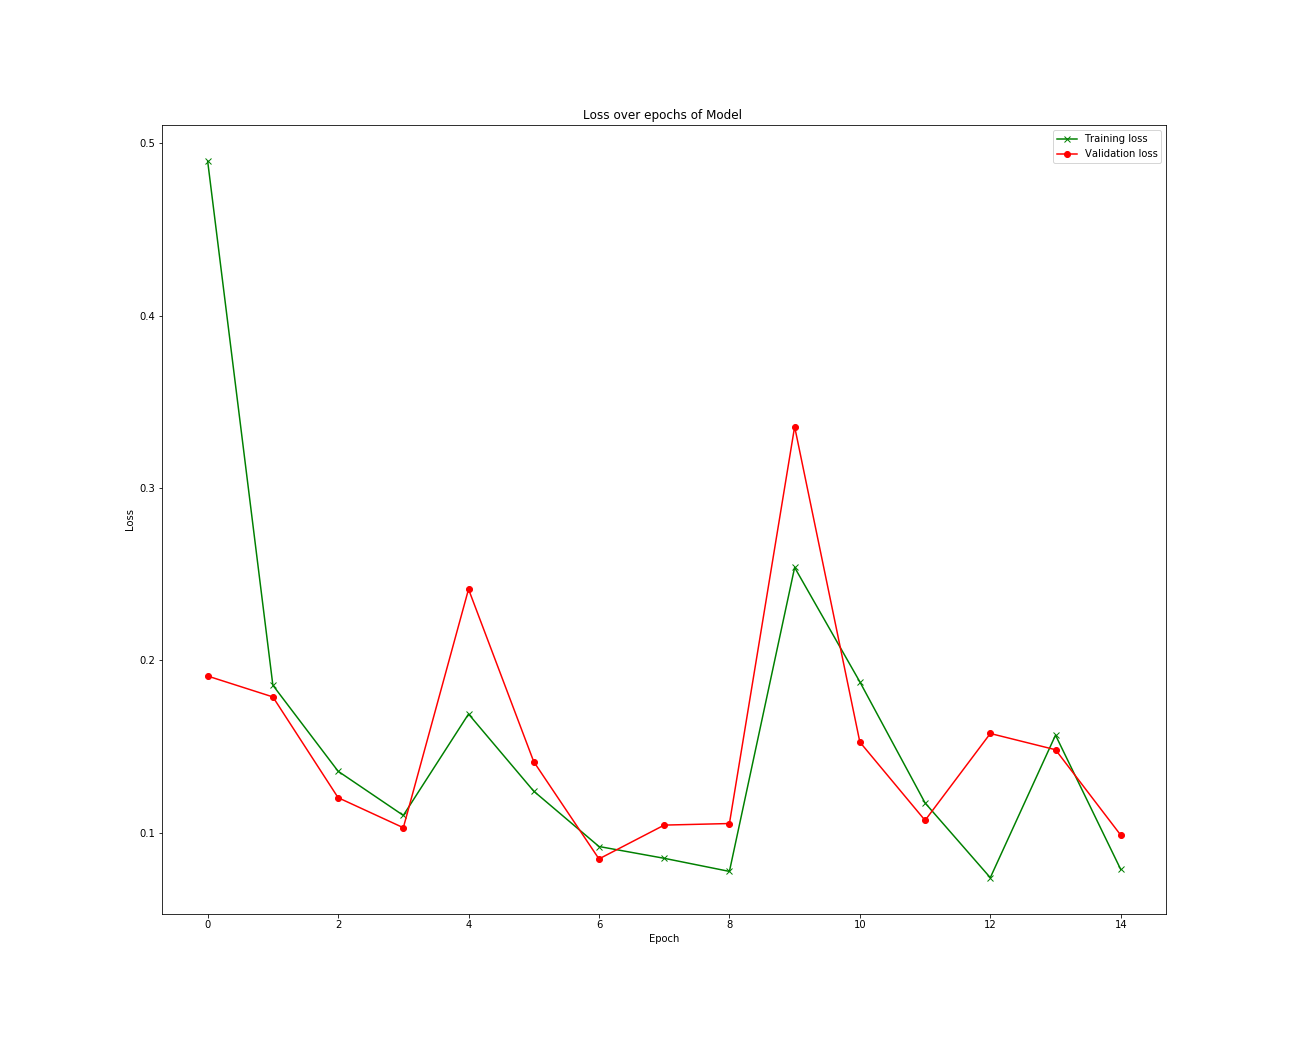 Loss over epochs of Model
Training loss
Validation loss
0.5
0.4
0.3
0.2
0.1
Loss
0 2 4 6 8 10 12 14
Epoch